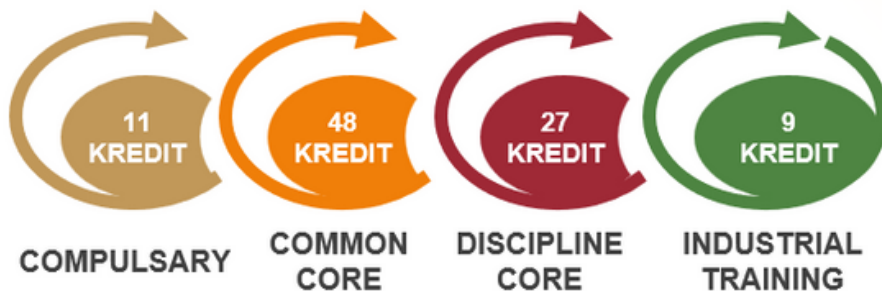 11
KREDIT
48
KREDIT
27
KREDIT
9
KREDIT
COMPULSARY
COMMON
CORE
DISCIPLINE
CORE
INDUSTRIAL
TRAINING